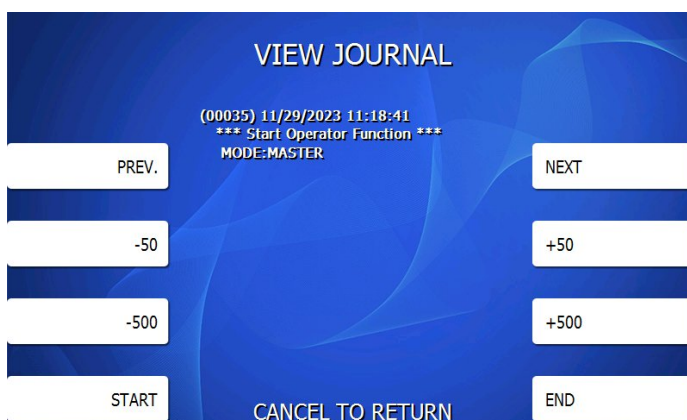 VIEW JOURNAL
(00035) 11/29/2023 11:18:41
*** Start Operator Function ***
MODE:MASTER
PREV.
NEXT
-50
+50
-500
+500
START
END
CANCEL TO RETURN